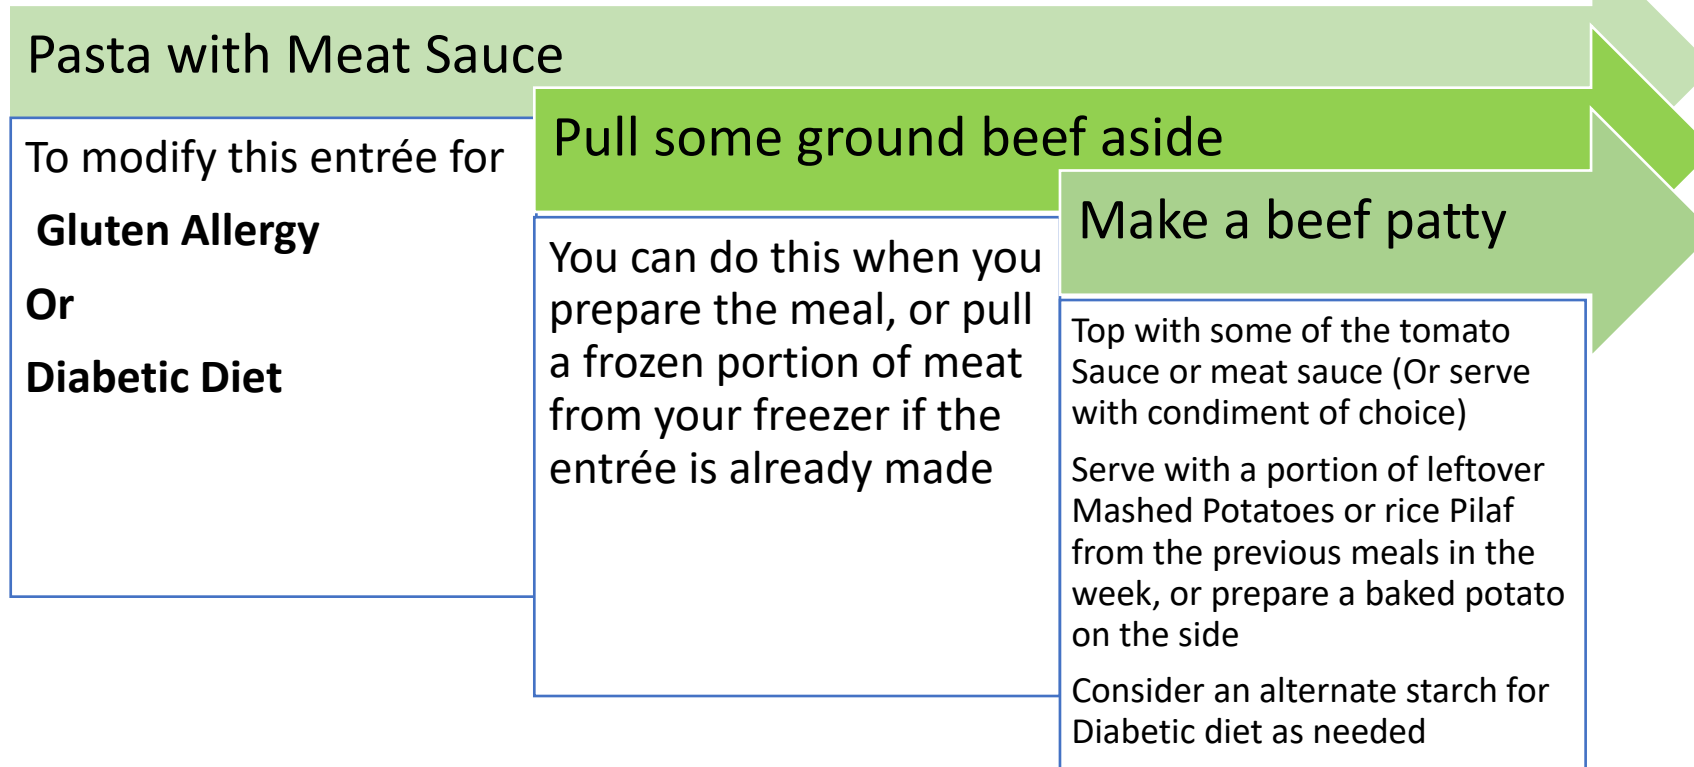 Pasta with Meat Sauce
To modify this entrée for
Gluten Allergy
Or
Diabetic Diet
Pull some ground beef aside
You can do this when you
prepare the meal, or pull
a frozen portion of meat
from your freezer if the
entrée is already made
Make a beef patty
Top with some of the tomato
Sauce or meat sauce (Or serve
with condiment of choice)
Serve with a portion of leftover
Mashed Potatoes or rice Pilaf
from the previous meals in the
week, or prepare a baked potato
on the side
Consider an alternate starch for
Diabetic diet as needed